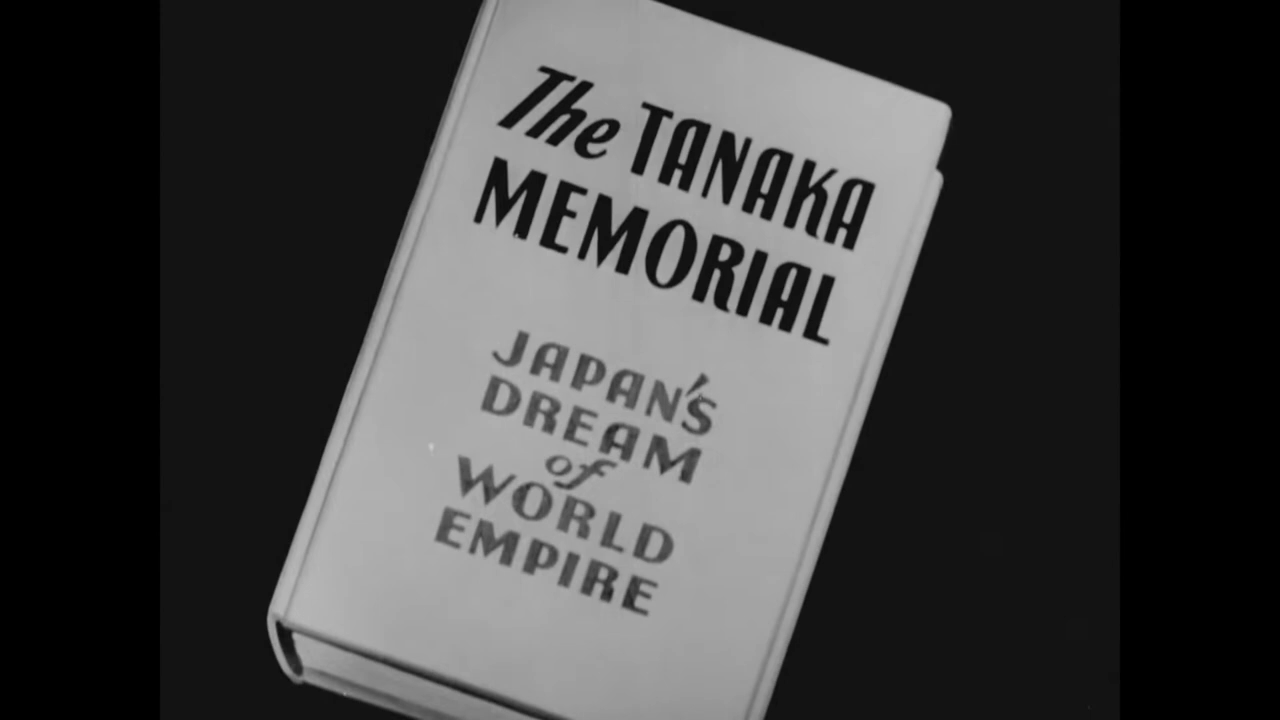 The TANAKA
MEMORIAL
JAPAN'S
DREAM
of
WORLD
EMPIRE